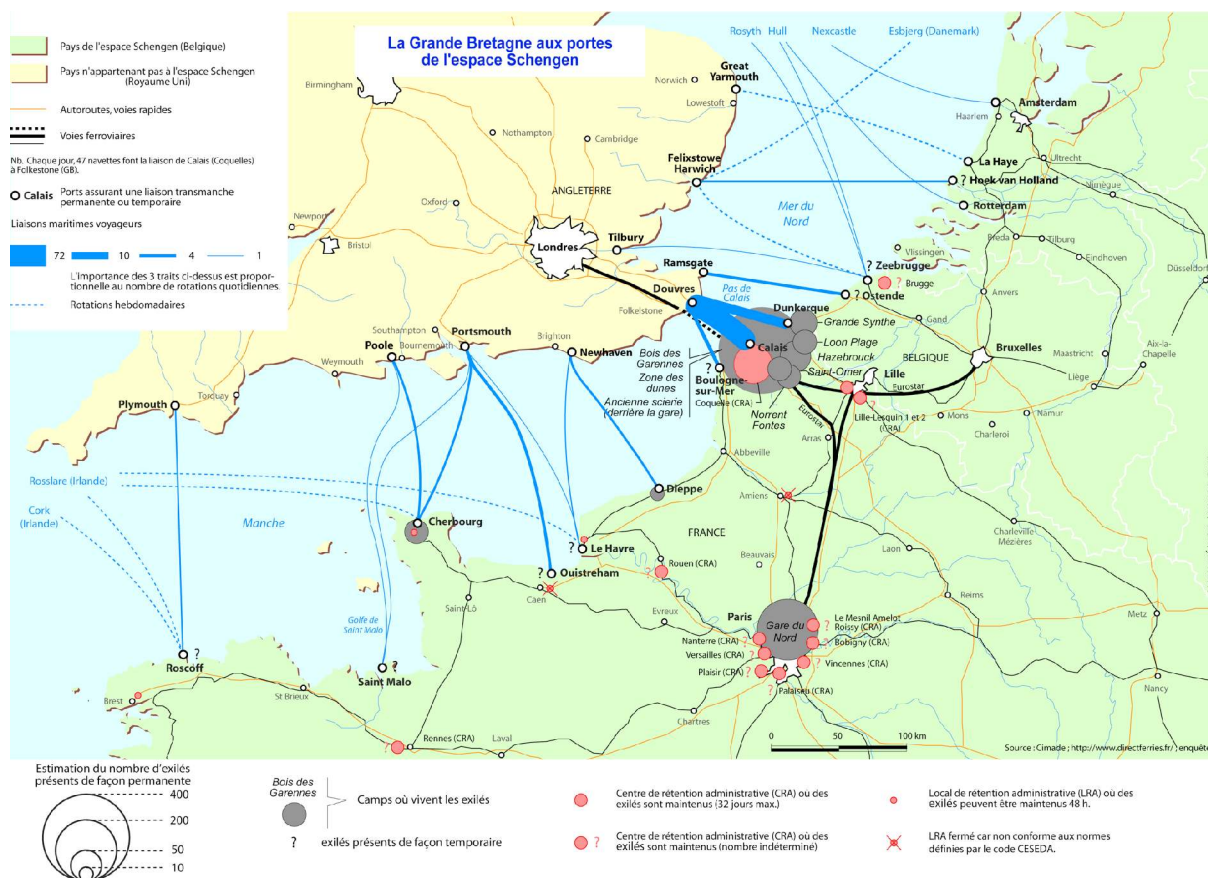 La Grande Bretagne aux portes
de l'espace Schengen
Pays de l'espace Schengen (Belgique)
Pays n'appartenant pas à l'espace Schengen
(Royaume Uni)
Autoroutes, voies rapides
Voies ferroviaires
Nb. Chaque jour, 47 navettes font la liaison de Calais (Coquelles)
à Folkestone (GB).
Calais
Ports assurant une liaison transmanche
permanente ou temporaire
Liaisons maritimes voyageurs
72 10 4 1
L'importance des 3 traits ci-dessus est propor-
tionnelle au nombre de rotations quotidiennes.
Rotations hebdomadaires
Rosyth Hull Nexcastle Esbjerg (Danemark)
Birmingham
Norwich
Great
Yarmouth
Lowestoft
Nothampton
Cambridge
Amsterdam
Haarlem
Ultrecht
La Haye
? Hoek van Holland
Nijmègue
Rotterdam
Felixstowe
Harwich
ANGLETERRE
Oxford
Newport
Bristol
Londres
Tilbury
Mer du
Nord
Breda
Tilburg
Eindhoven
Vlissingen
Düsseldorf
Ramsgate
? Zeebrugge
? Brugge
Anvers
Douvres
Pas de
Calais
? Ostende
Folkelstone
Dunkerque
Grande Synthe
Gand
Loon Plage
Hazebrouck
Saint-Omer
BELGIQUE
Bruxelles
Maastricht
Aix-la-
Chapelle
Liège
Calais
Bois des
Garennes
Zone des
dunes
Ancienne scierie
(derrière la gare)
?
Boulogne-
sur-Mer
Coquelle (CRA)
Norront
Fontes
Lille
?
?
Eurostar
Eurostar
Lille-Lesquin 1 et 2
(CRA)
Mons
Namur
Charleroi
Arras
Southampton
Portsmouth
Brighton
Poole
Bournemouth
Newhaven
Weymouth
Plymouth
Torquay
Abbeville
Rosslare (Irlande)
Cork
(Irlande)
Manche
Dieppe
Amiens
Cherbourg
FRANCE
Charleville
Mézières
Laon
? Le Havre
Beauvais
? Ouistreham
Caen
? Rouen (CRA)
Saint-Lô
Evreux
Reims
Metz
Golfe de
Saint Malo
Paris
Gare du
Nord
? Le Mesnil Amelot
Roissy (CRA)
Nanterre (CRA) ?
? Bobigny (CRA)
Versailles (CRA) ?
Plaisir (CRA) ?
? Vincennes (CRA)
?
Palaiseu (CRA)
Nancy
Roscoff
?
Saint Malo
?
Brest
St Brieux
? Rennes (CRA)
Laval
Chartres
0 50 100 km
Source : Cimade ; http://www.directferries.fr/ ; enquête
Estimation du nombre d'exilés
présents de façon permanente
400
200
50
10
Bois des
Garennes
Camps où vivent les exilés
? exilés présents de façon temporaire
Centre de rétention administrative (CRA) où des
exilés sont maintenus (32 jours max.)
? Centre de rétention administrative (CRA) où des
exilés sont maintenus (nombre indéterminé)
Local de rétention administrative (LRA) où des
exilés peuvent être maintenus 48 h.
LRA fermé car non conforme aux normes
définies par le code CESEDA.